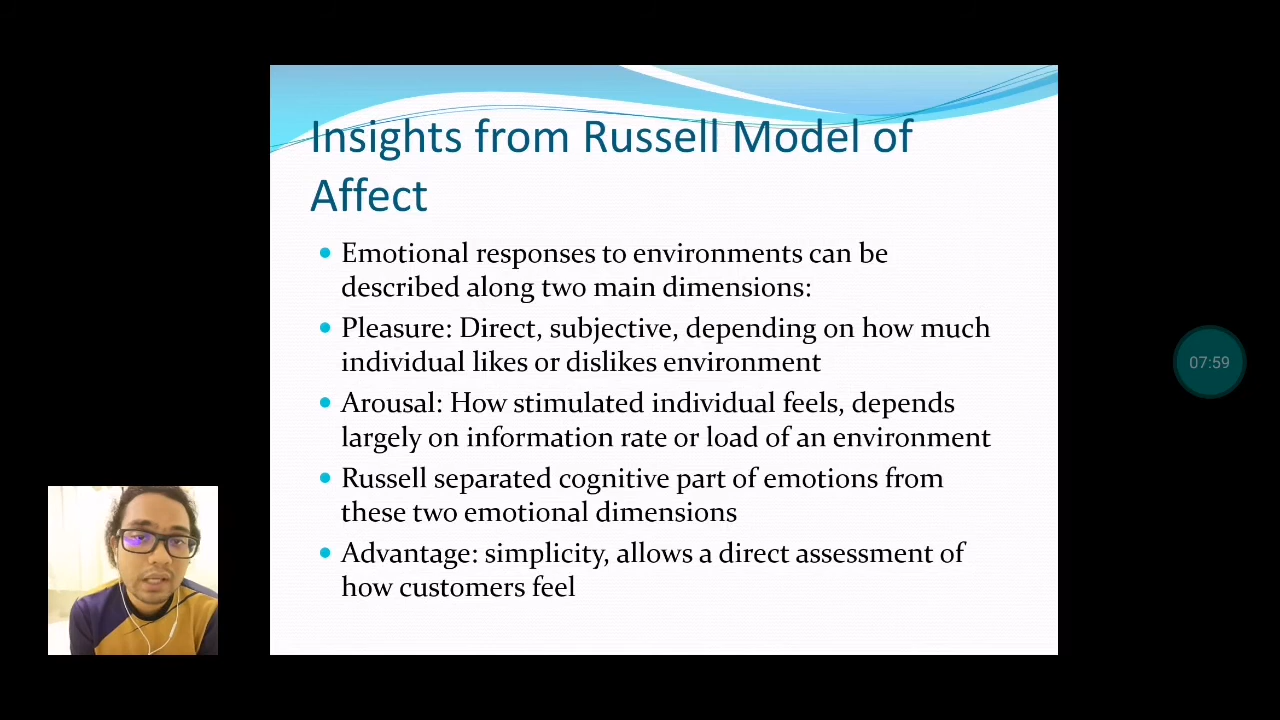 Insights from Russell Model of
Affect
Emotional responses to environments can be
described along two main dimensions:
Pleasure: Direct, subjective, depending on how much
individual likes or dislikes environment
Arousal: How stimulated individual feels, depends
largely on information rate or load of an environment
Russell separated cognitive part of emotions from
these two emotional dimensions
Advantage: simplicity, allows a direct assessment of
how customers feel
07:59